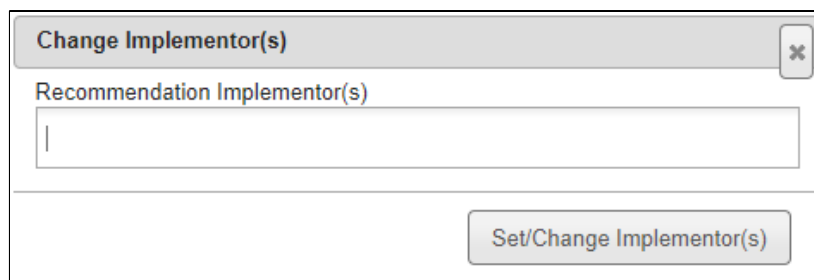 Change Implementor(s)
Recommendation Implementor(s)
Set/Change Implementor(s)